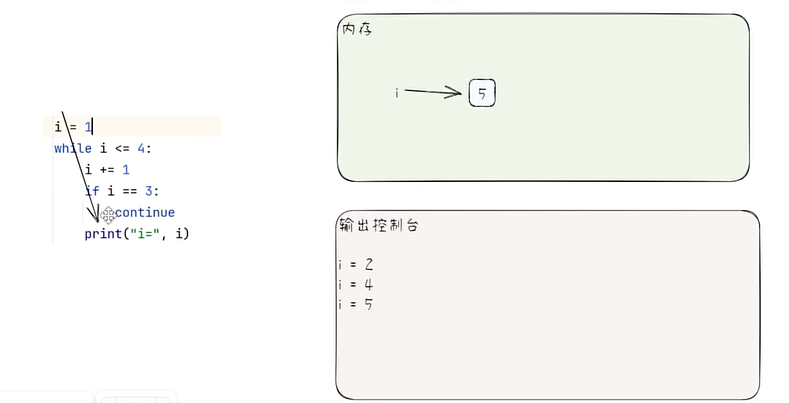 i = 1
while i <= 4:
i += 1
if i == 3:
continue
print("i=", i)
内存
i
5
输出控制台
i = 2
i = 4
i = 5